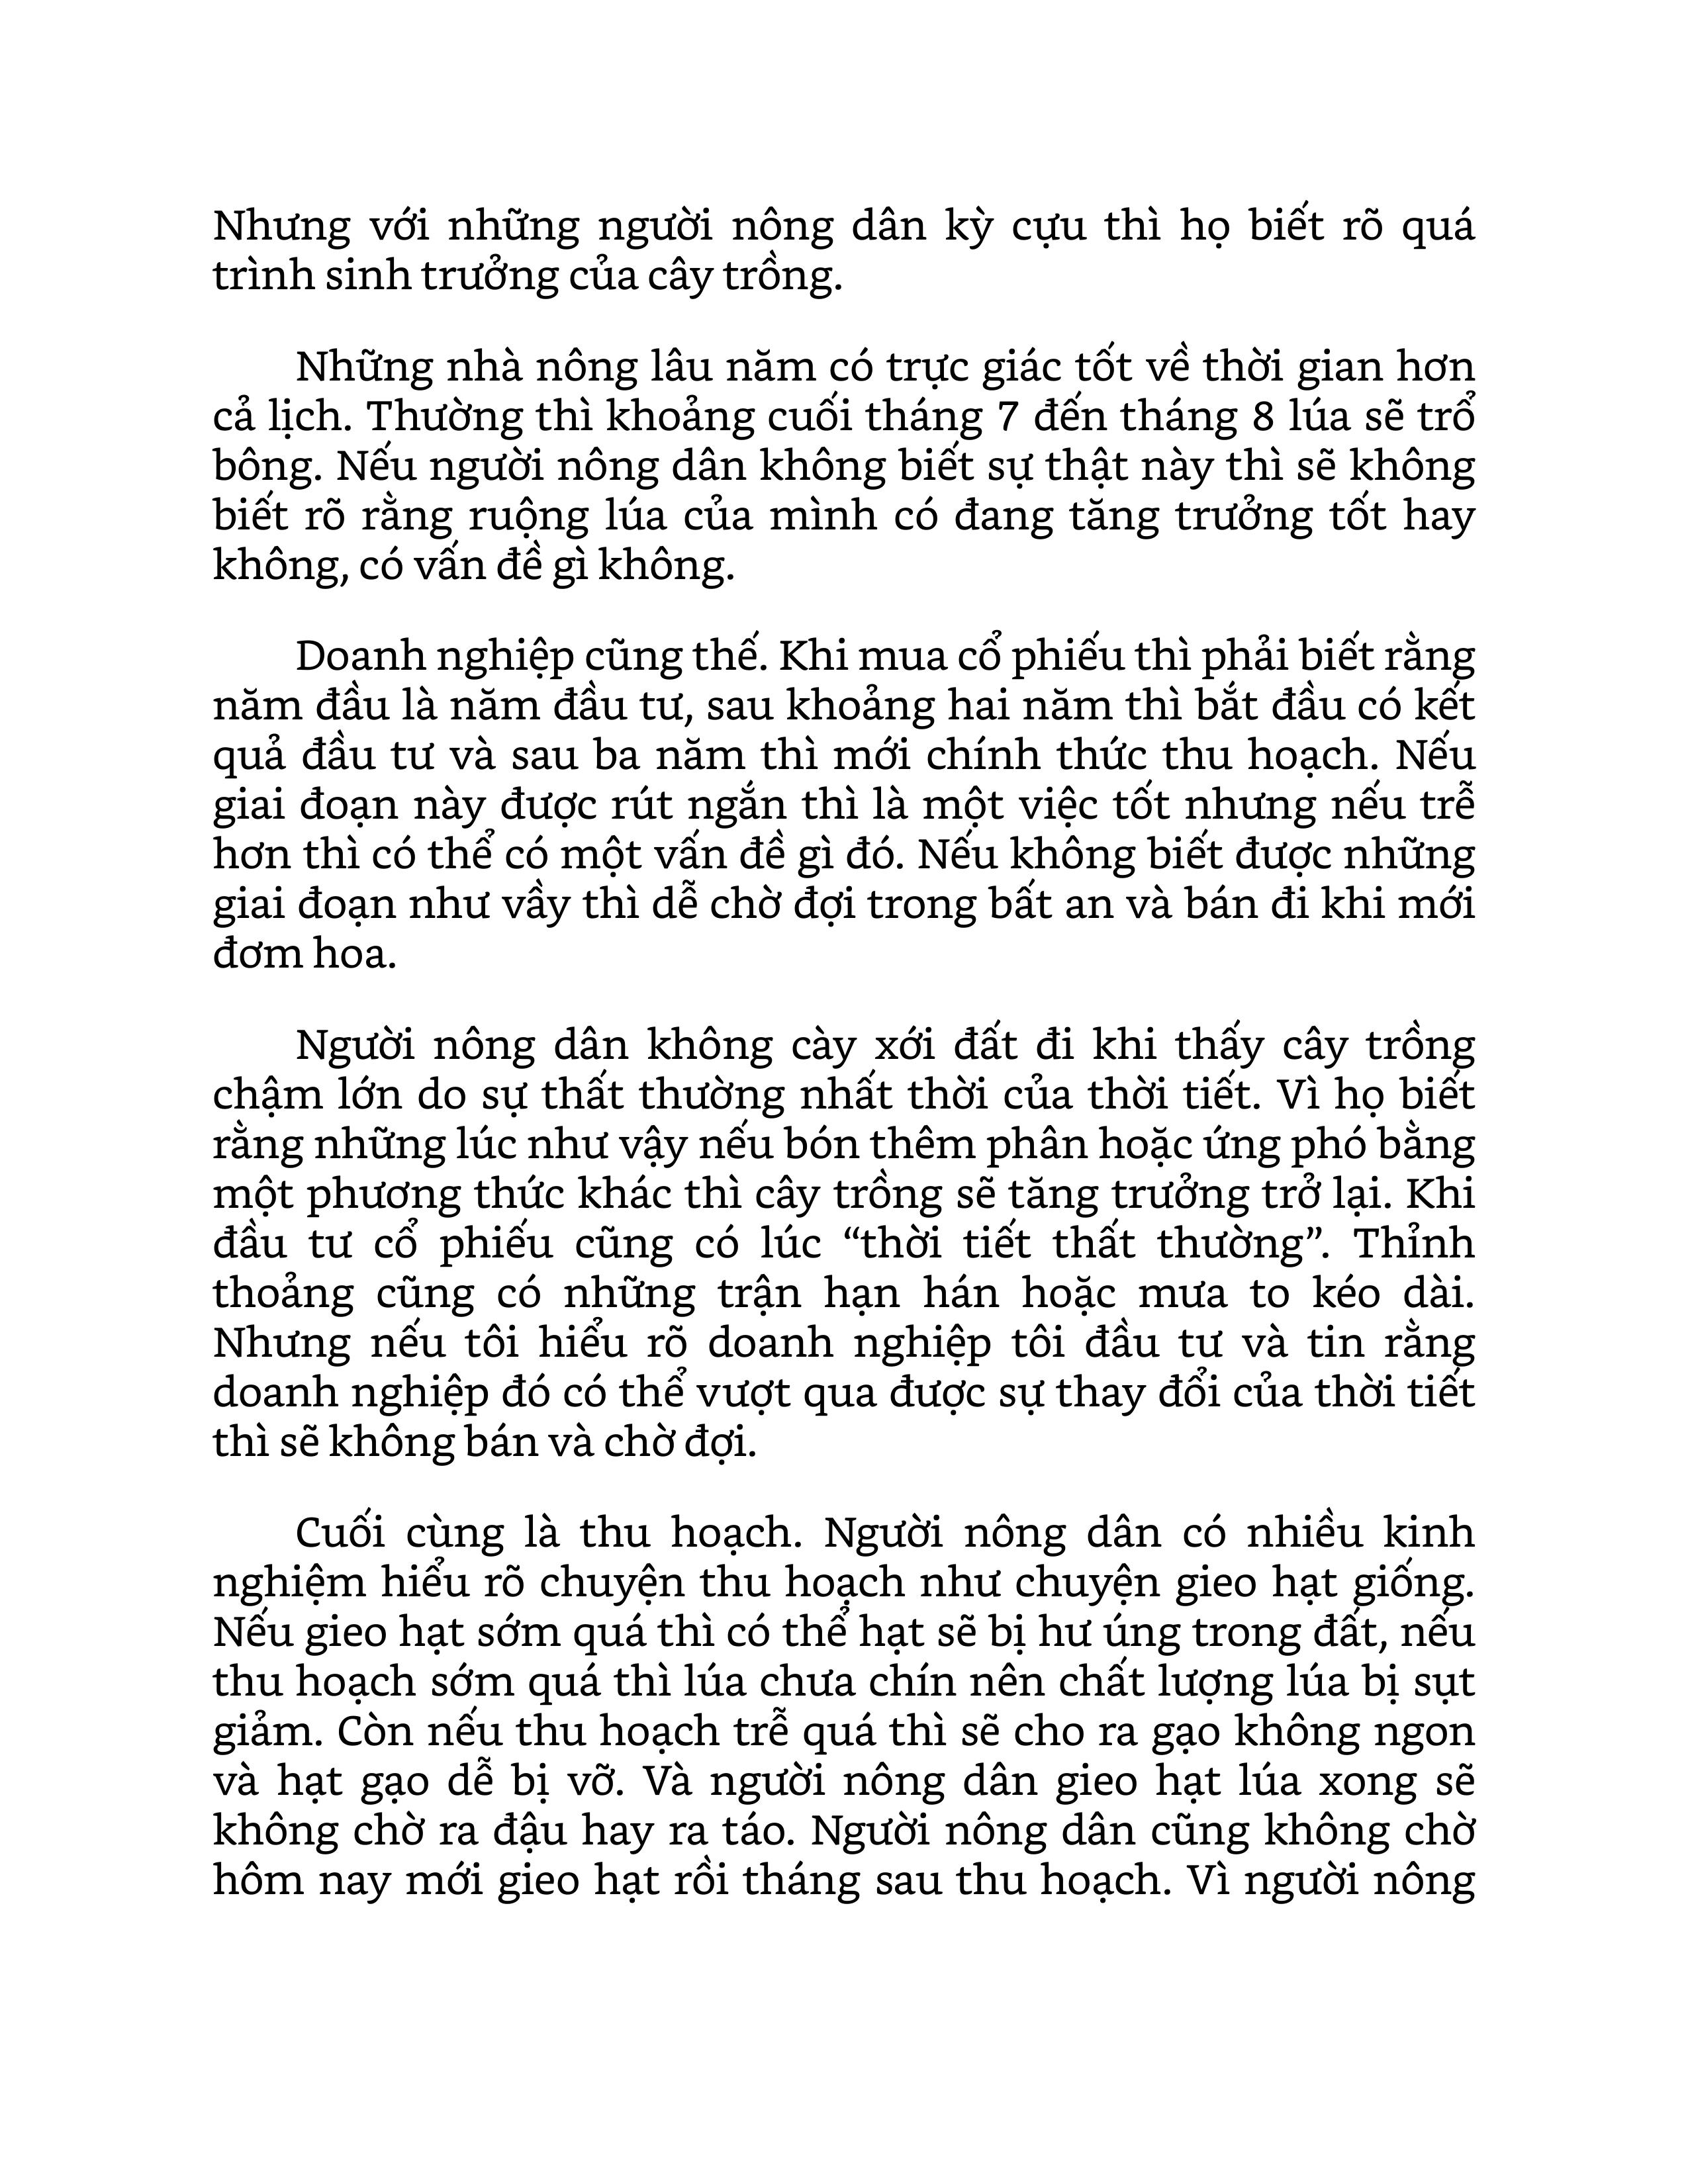 Nhưng với những người nông dân kỳ cựu thì họ biết rõ quá
trình sinh trưởng của cây trồng.
Những nhà nông lâu năm có trực giác tốt về thời gian hơn
cả lịch. Thường thì khoảng cuối tháng 7 đến tháng 8 lúa sẽ trổ
bông. Nếu người nông dân không biết sự thật này thì sẽ không
biết rõ rằng ruộng lúa của mình có đang tăng trưởng tốt hay
không, có vấn đề gì không.
Doanh nghiệp cũng thế. Khi mua cổ phiếu thì phải biết rằng
năm đầu là năm đầu tư, sau khoảng hai năm thì bắt đầu có kết
quả đầu tư và sau ba năm thì mới chính thức thu hoạch. Nếu
giai đoạn này được rút ngắn thì là một việc tốt nhưng nếu trễ
hơn thì có thể có một vấn đề gì đó. Nếu không biết được những
giai đoạn như vầy thì dễ chờ đợi trong bất an và bán đi khi mới
đơm hoa.
Người nông dân không cày xới đất đi khi thấy cây trồng
chậm lớn do sự thất thường nhất thời của thời tiết. Vì họ biết
rằng những lúc như vậy nếu bón thêm phân hoặc ứng phó bằng
một phương thức khác thì cây trồng sẽ tăng trưởng trở lại. Khi
đầu tư cổ phiếu cũng có lúc “thời tiết thất thường”. Thỉnh
thoảng cũng có những trận hạn hán hoặc mưa to kéo dài.
Nhưng nếu tôi hiểu rõ doanh nghiệp tôi đầu tư và tin rằng
doanh nghiệp đó có thể vượt qua được sự thay đổi của thời tiết
thì sẽ không bán và chờ đợi.
Cuối cùng là thu hoạch. Người nông dân có nhiều kinh
nghiệm hiểu rõ chuyện thu hoạch như chuyện gieo hạt giống.
Nếu gieo hạt sớm quá thì có thể hạt sẽ bị hư úng trong đất, nếu
thu hoạch sớm quá thì lúa chưa chín nên chất lượng lúa bị sụt
giảm. Còn nếu thu hoạch trễ quá thì sẽ cho ra gạo không ngon
và hạt gạo dễ bị vỡ. Và người nông dân gieo hạt lúa xong sẽ
không chờ ra đậu hay ra táo. Người nông dân cũng không chờ
hôm nay mới gieo hạt rồi tháng sau thu hoạch. Vì người nông